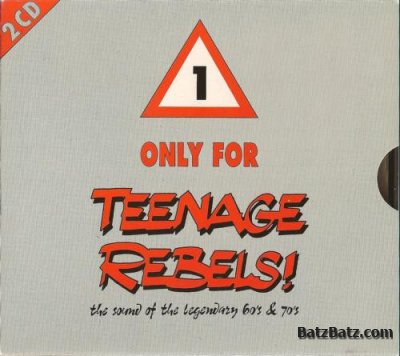 2 CD
1
ONLY FOR
TEENAGE
REBELS!
the sound of the legendary 60's & 70's
BatzBatz.com